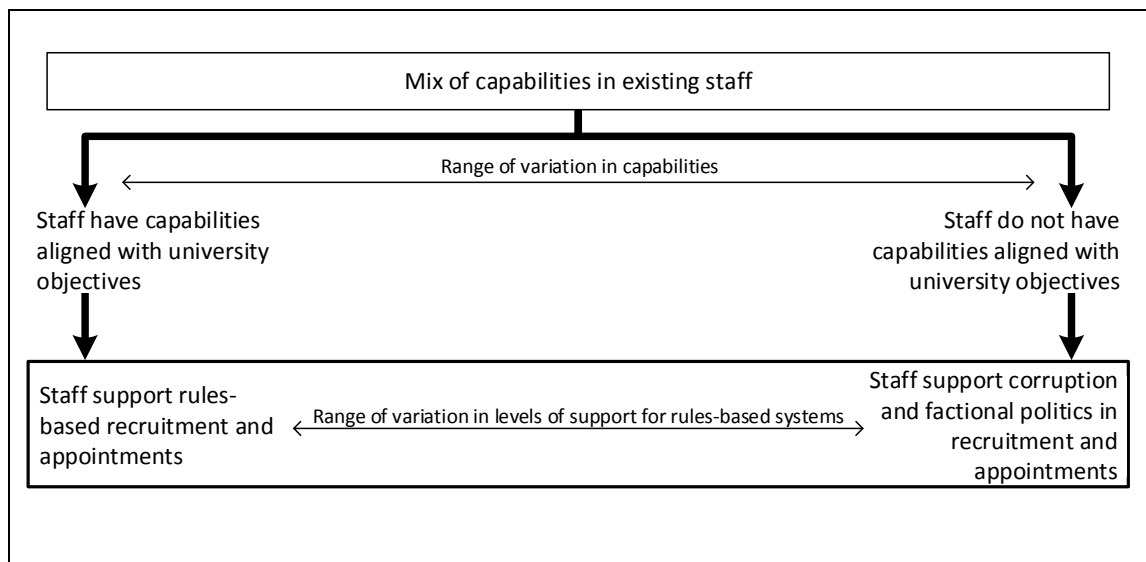 Mix of capabilities in existing staff
Range of variation in capabilities
Staff have capabilities
aligned with university
objectives
Staff do not have
capabilities aligned with
university objectives
Staff support rules-
based recruitment and
appointments
Range of variation in levels of support for rules-based systems
Staff support corruption
and factional politics in
recruitment and
appointments